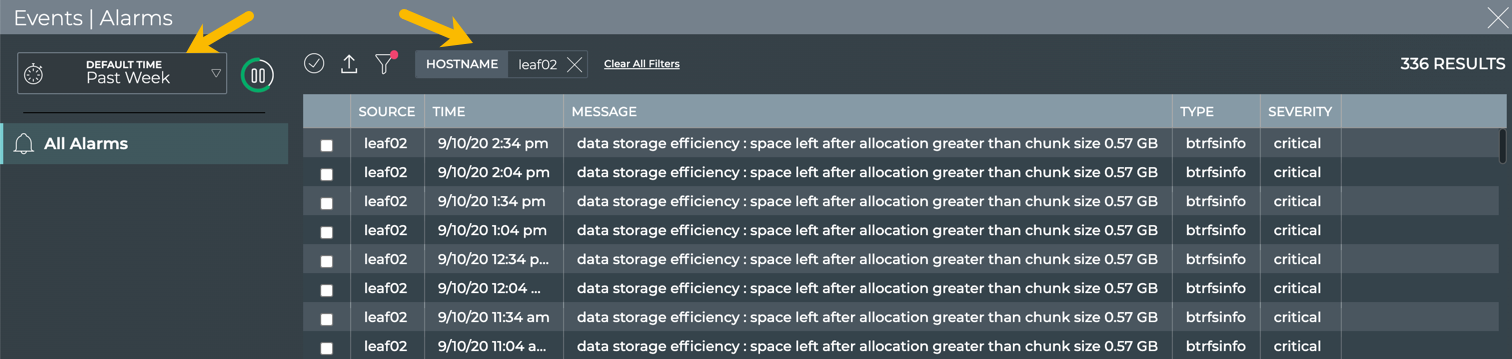 Events | Alarms
DEFAULT TIME
Past Week
HOSTNAME leaf02 Clear All Filters 336 RESULTS
All Alarms
SOURCE TIME MESSAGE TYPE SEVERITY
leaf02 9/10/20 2:34 pm data storage efficiency : space left after allocation greater than chunk size 0.57 GB btrfsinfo critical
leaf02 9/10/20 2:04 pm data storage efficiency : space left after allocation greater than chunk size 0.57 GB btrfsinfo critical
leaf02 9/10/20 1:34 pm data storage efficiency : space left after allocation greater than chunk size 0.57 GB btrfsinfo critical
leaf02 9/10/20 1:04 pm data storage efficiency : space left after allocation greater than chunk size 0.57 GB btrfsinfo critical
leaf02 9/10/20 12:34 p... data storage efficiency : space left after allocation greater than chunk size 0.57 GB btrfsinfo critical
leaf02 9/10/20 12:04 ... data storage efficiency : space left after allocation greater than chunk size 0.57 GB btrfsinfo critical
leaf02 9/10/20 11:34 am data storage efficiency : space left after allocation greater than chunk size 0.57 GB btrfsinfo critical
leaf02 9/10/20 11:04 a... data storage efficiency : space left after allocation greater than chunk size 0.57 GB btrfsinfo critical